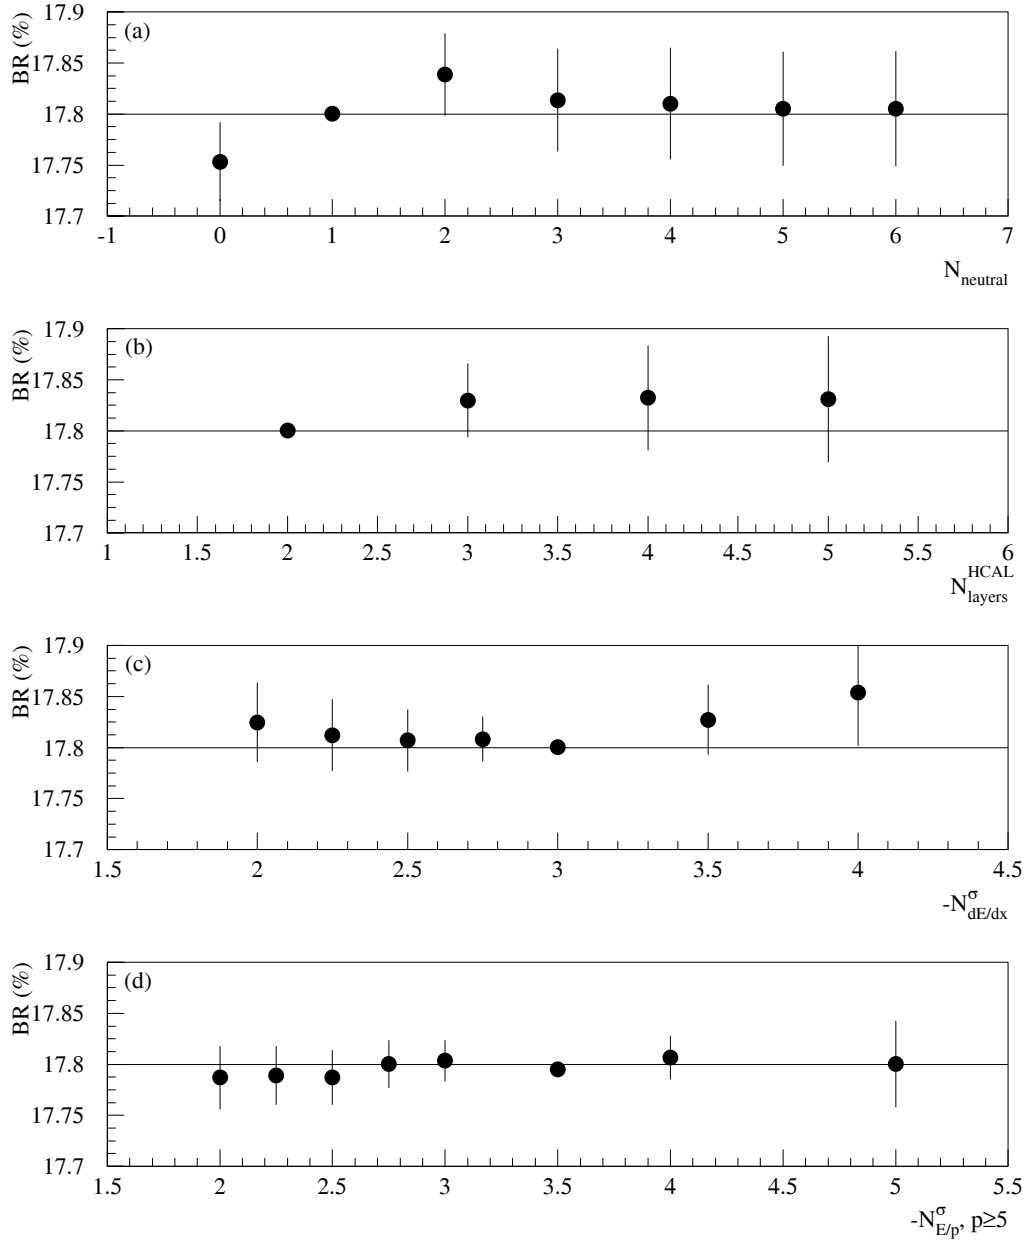 BR (%)
(a)
17.9
17.85
17.8
17.75
17.7
-1 0 1 2 3 4 5 6 7
N neutral
BR (%)
(b)
17.9
17.85
17.8
17.75
17.7
1 1.5 2 2.5 3 3.5 4 4.5 5 5.5 6
N HCAL layers
BR (%)
(c)
17.9
17.85
17.8
17.75
17.7
1.5 2 2.5 3 3.5 4 4.5
-N σ dE/dx
BR (%)
(d)
17.9
17.85
17.8
17.75
17.7
1.5 2 2.5 3 3.5 4 4.5 5 5.5
-N σ E/p, p≥5